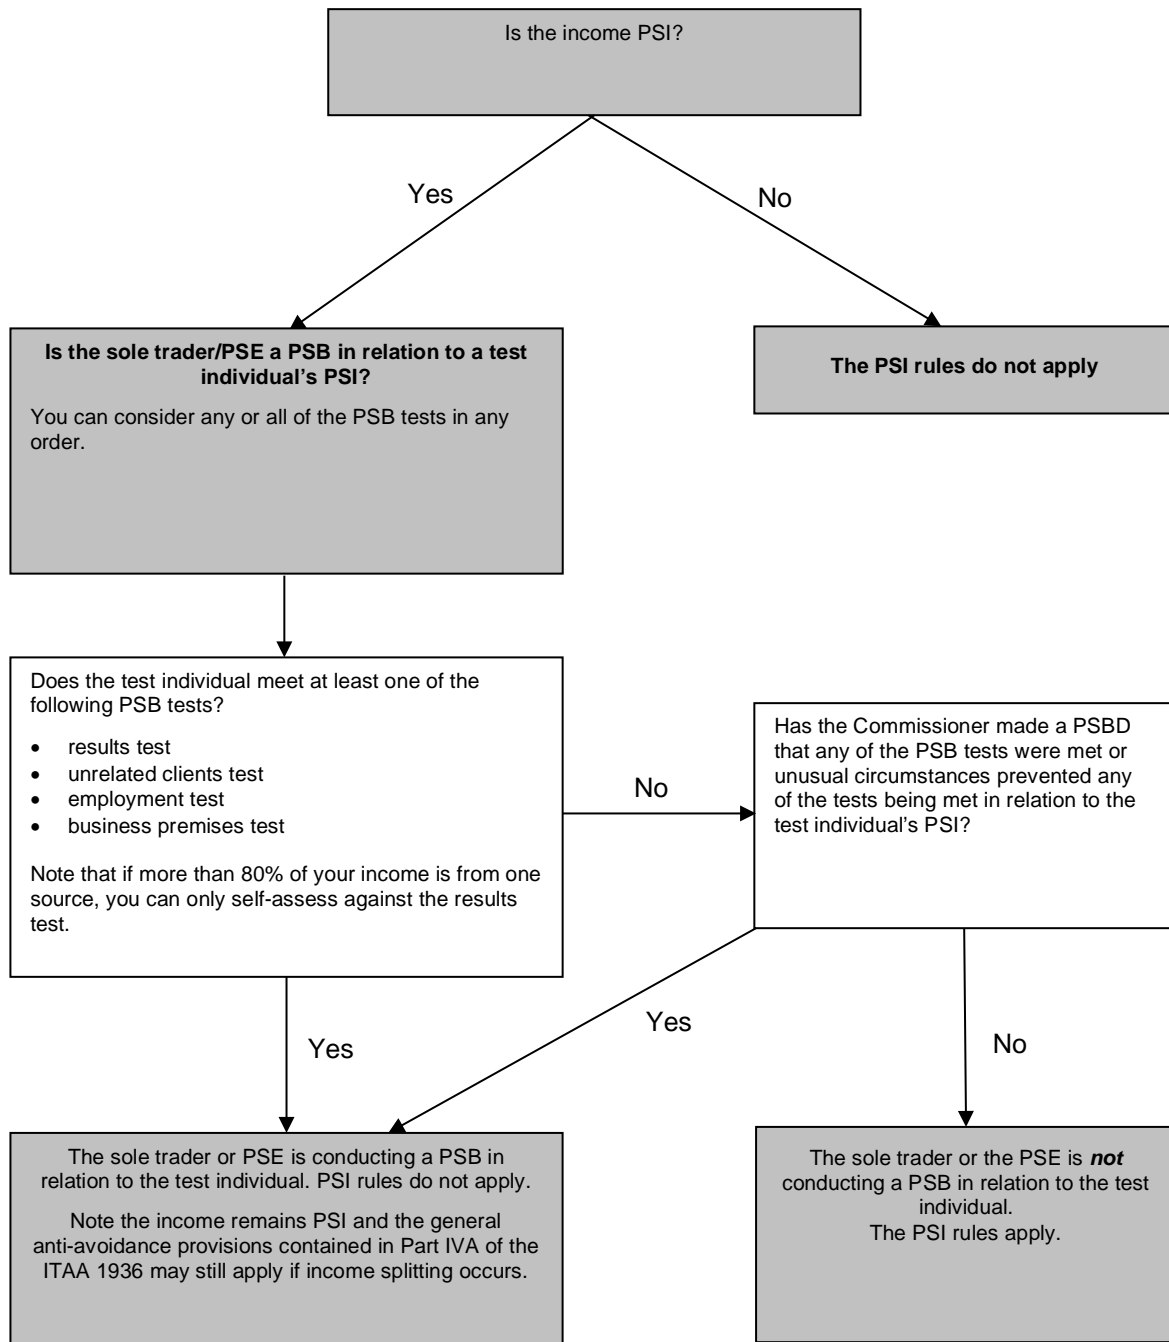 Is the income PSI?
Yes
No
Is the sole trader/PSE a PSB in relation to a test
individual’s PSI?
You can consider any or all of the PSB tests in any
order.
The PSI rules do not apply
Does the test individual meet at least one of the
following PSB tests?
• results test
• unrelated clients test
• employment test
• business premises test
Note that if more than 80% of your income is from one
source, you can only self-assess against the results
test.
No
Has the Commissioner made a PSBD
that any of the PSB tests were met or
unusual circumstances prevented any
of the tests being met in relation to the
test individual’s PSI?
Yes
Yes
No
The sole trader or PSE is conducting a PSB in
relation to the test individual. PSI rules do not apply.
Note the income remains PSI and the general
anti-avoidance provisions contained in Part IVA of the
ITAA 1936 may still apply if income splitting occurs.
The sole trader or the PSE is not
conducting a PSB in relation to the test
individual.
The PSI rules apply.